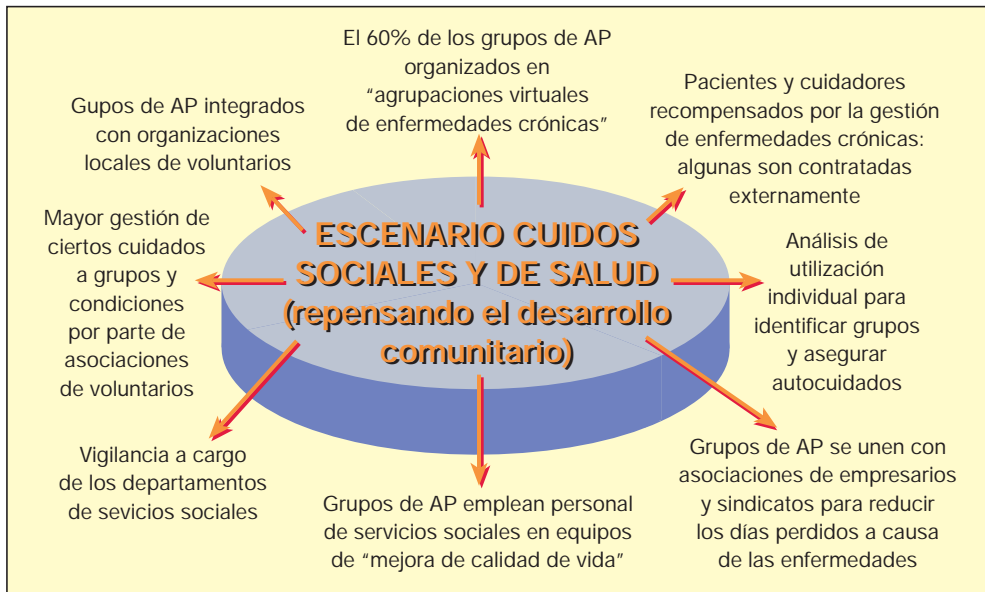 El 60% de los grupos de AP
organizados en
“agrupaciones virtuales
de enfermedades crónicas”
Pacientes y cuidadores
recompensados por la gestión
de enfermedades crónicas:
algunas son contratadas
externamente
Gupos de AP integrados
con organizaciones
locales de voluntarios
ESCENARIO CUIDOS
SOCIALES Y DE SALUD
(repensando el desarrollo
comunitario)
Mayor gestión de
ciertos cuidados
a grupos y
condiciones
por parte de
asociaciones
de voluntarios
Análisis de
utilización
individual para
identificar grupos
y asegurar
autocuidados
Vigilancia a cargo
de los departamentos
de sevicios sociales
Grupos de AP emplean personal
de servicios sociales en equipos
de “mejora de calidad de vida”
Grupos de AP se unen con
asociaciones de empresarios
y sindicatos para reducir
los días perdidos a causa
de las enfermedades